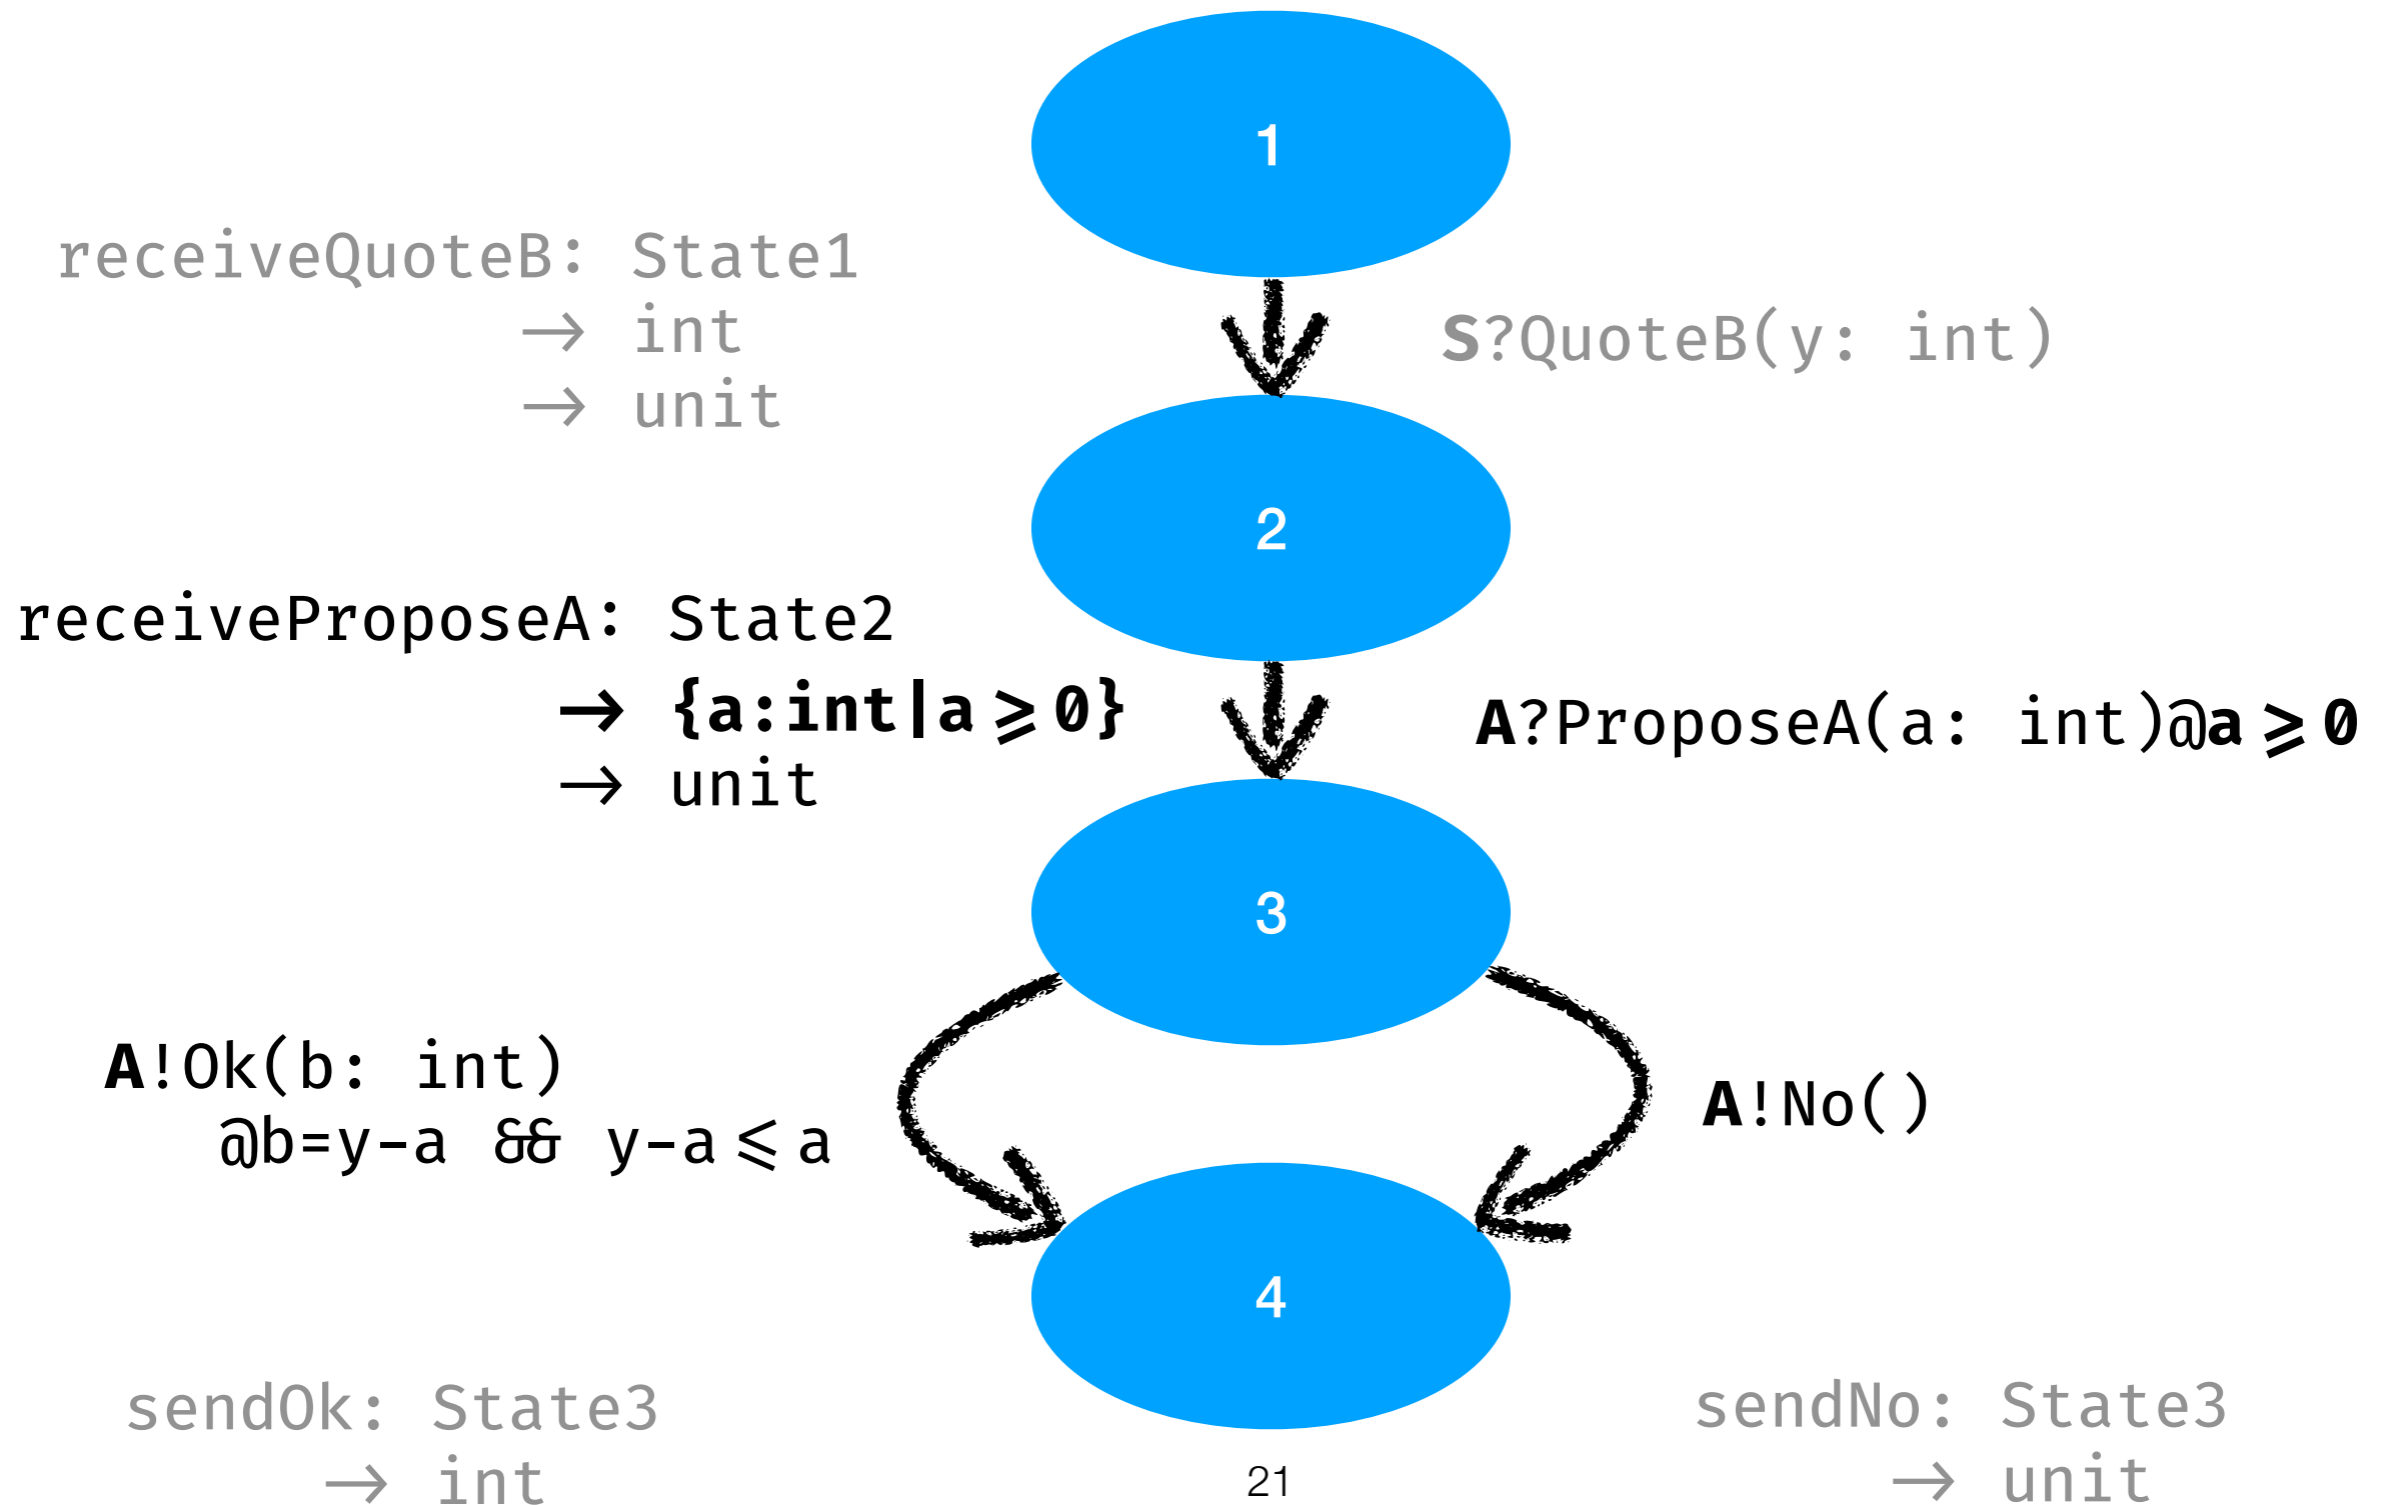 1
receiveQuoteB: State1
→ int
→ unit
S?QuoteB(y: int)
2
receiveProposeA: State2
→ {a:int|a⩾0}
→ unit
A?ProposeA(a: int)@a⩾0
3
A!Ok(b: int)
@b=y-a && y-a⩽a
A!No()
4
sendOk: State3
→ int
sendNo: State3
→ unit
21